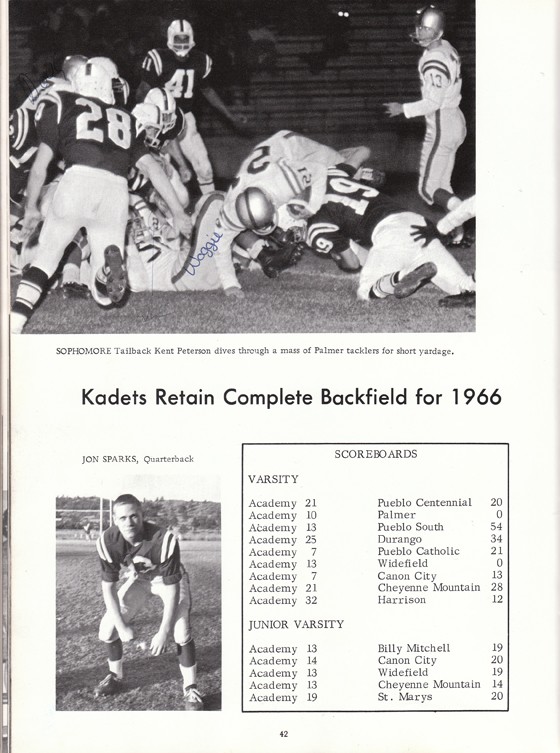 28
41
13
12
12
19
Waggie
SOPHOMORE Tailback Kent Peterson dives through a mass of Palmer tacklers for short yardage.
Kadets Retain Complete Backfield for 1966
JON SPARKS, Quarterback
SCOREBOARDS
VARSITY
Academy 21 Pueblo Centennial 20
Academy 10 Palmer 0
Academy 13 Pueblo South 54
Academy 25 Durango 34
Academy 7 Pueblo Catholic 21
Academy 13 Widefield 0
Academy 7 Canon City 13
Academy 21 Cheyenne Mountain 28
Academy 32 Harrison 12
JUNIOR VARSITY
Academy 13 Billy Mitchell 19
Academy 14 Canon City 20
Academy 13 Widefield 19
Academy 13 Cheyenne Mountain 14
Academy 19 St. Marys 20
42